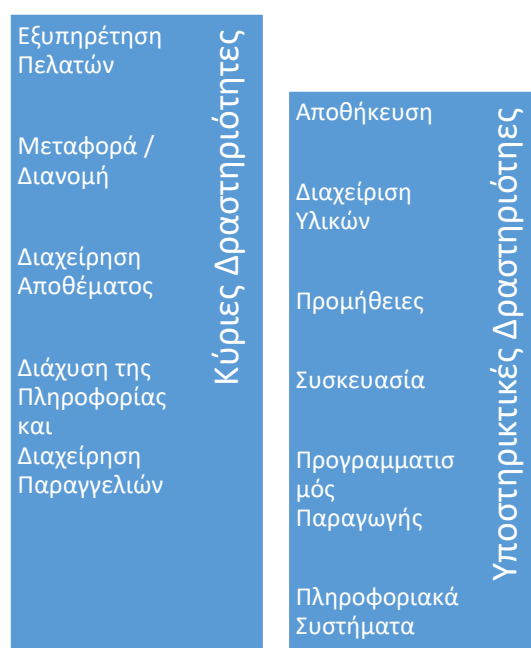 Εξυπηρέτηση
Πελατών
Μεταφορά /
Διανομή
Διαχείρηση
Αποθέματος
Διάχυση της
Πληροφορίας
και
Διαχείρηση
Παραγγελιών
Κύριες Δραστηριότητες
Αποθήκευση
Διαχείριση
Υλικών
Προμήθειες
Συσκευασία
Προγραμματισ
μός
Παραγωγής
Πληροφοριακά
Συστήματα
Υποστηρικτικές Δραστηριότηες